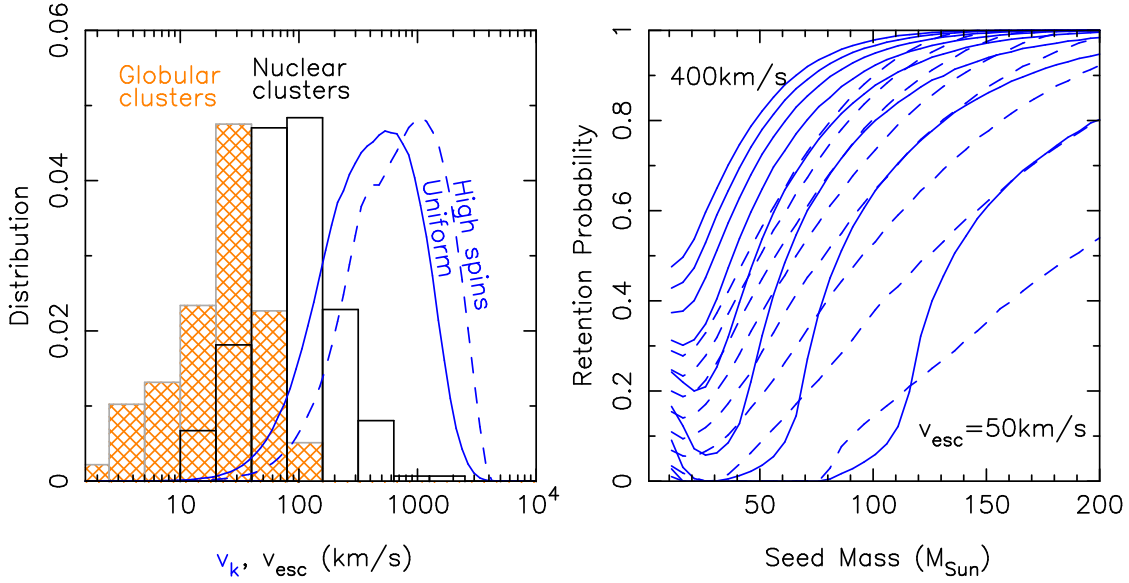 0.06
0.04
0.02
0
Distribution
Globular
clusters
Nuclear
clusters
High spins
Uniform
10
100
1000
10^4
v_k, v_esc (km/s)
1
0.8
0.6
0.4
0.2
0
Retention Probability
400km/s
v_esc=50km/s
50
100
150
200
Seed Mass (M_Sun)